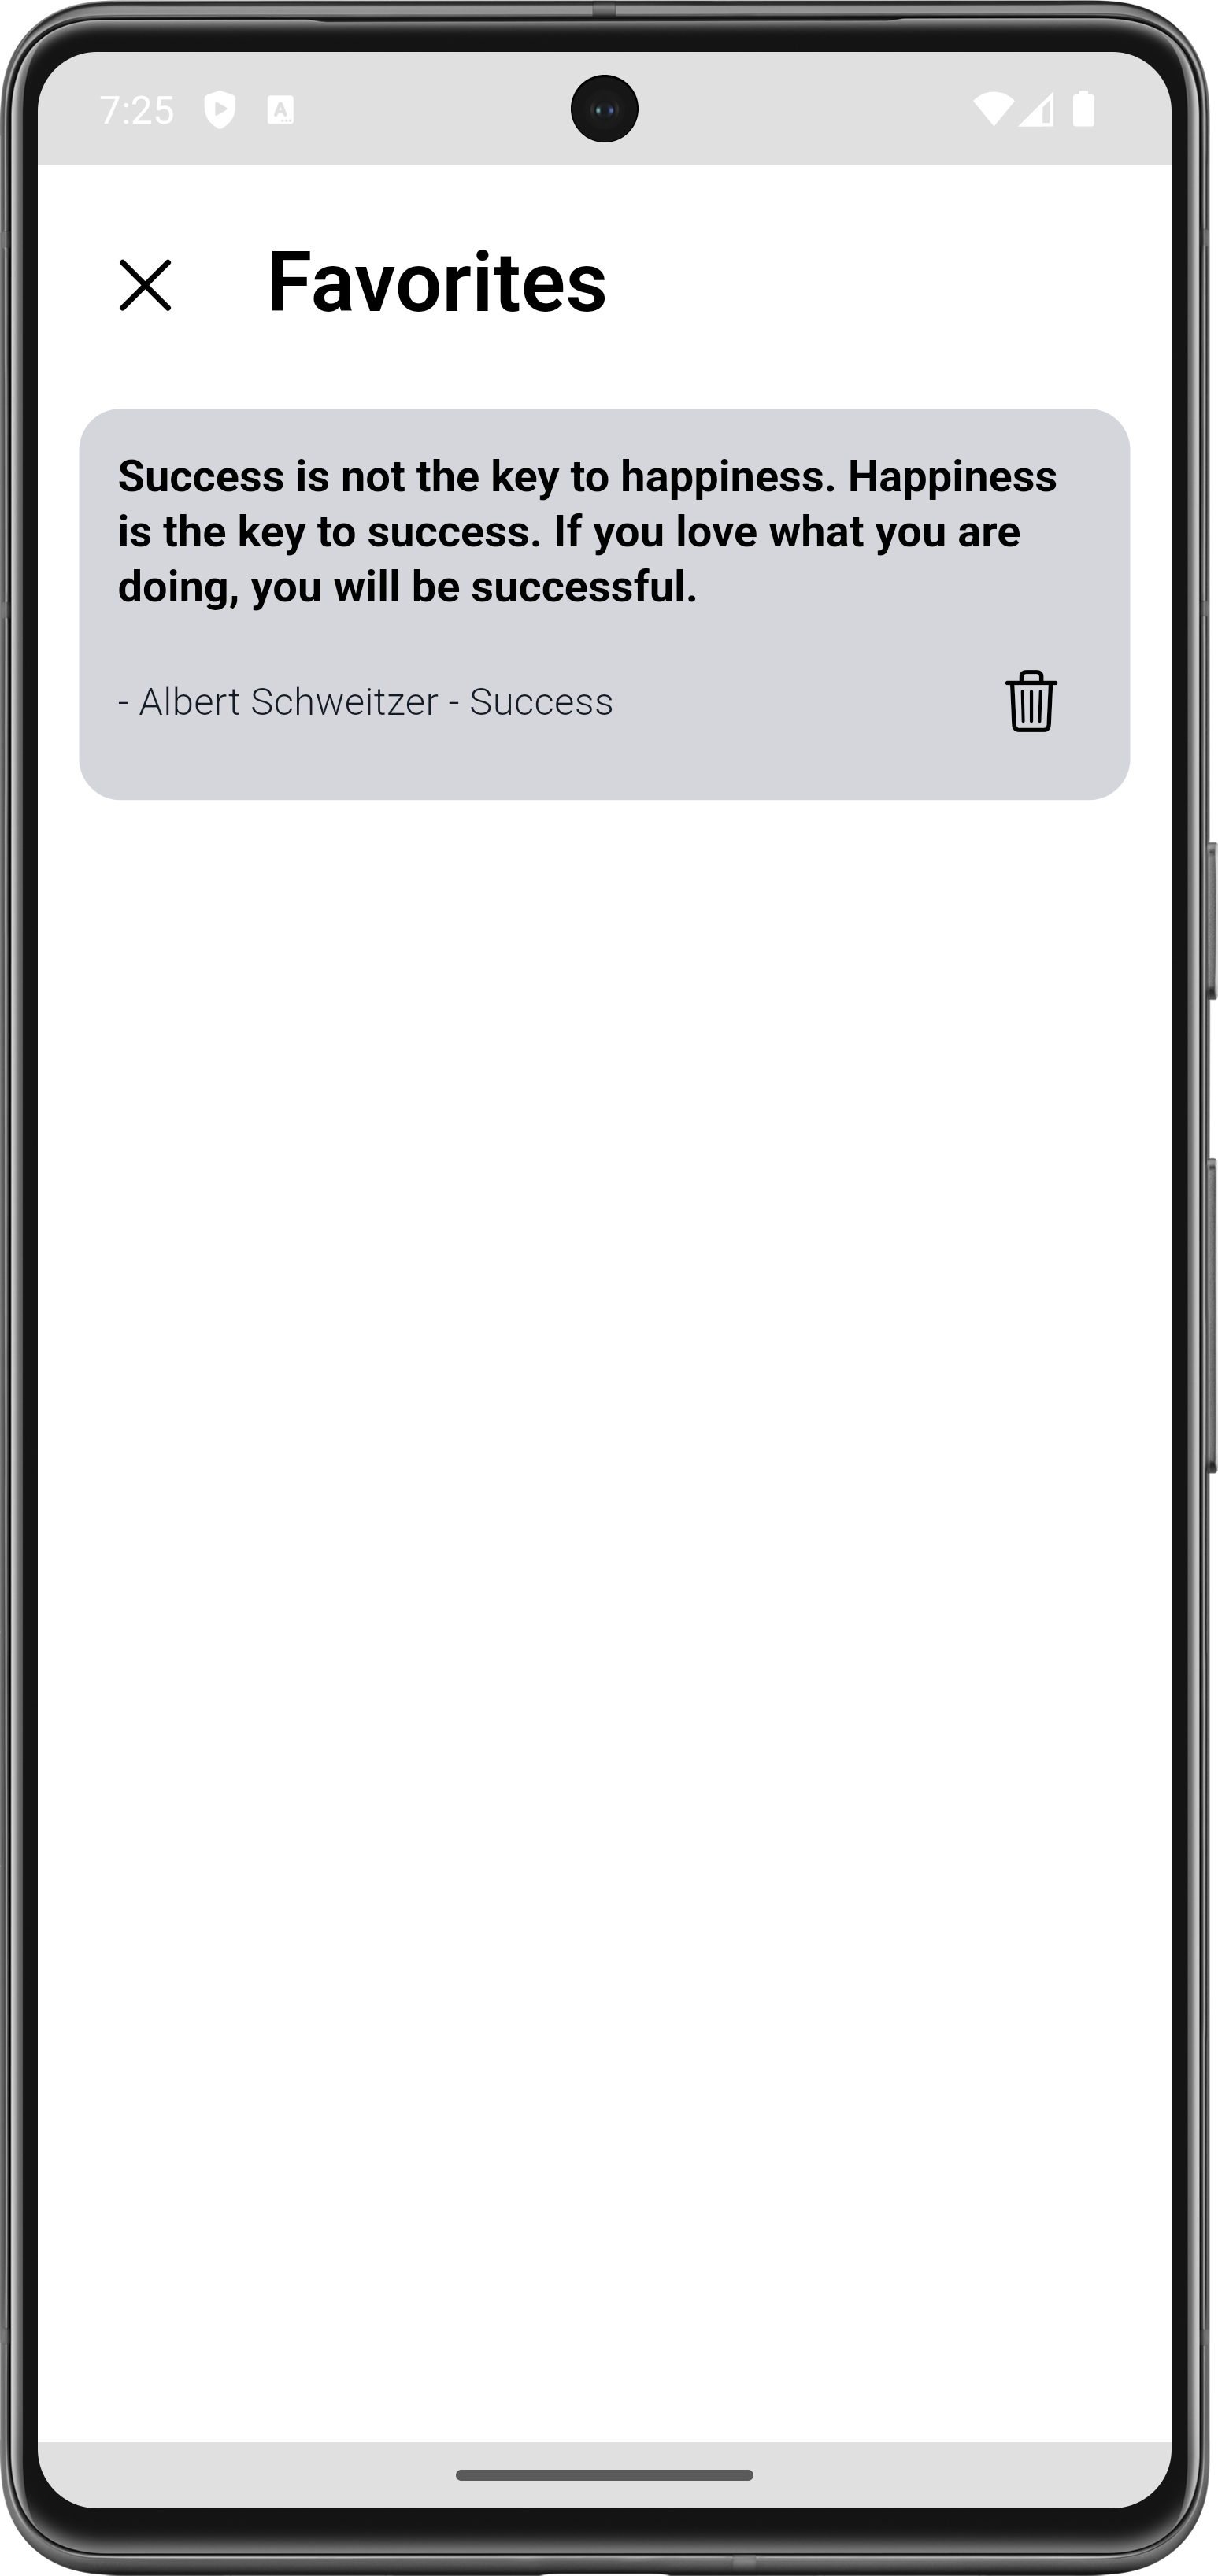 7:25
Favorites
Success is not the key to happiness. Happiness
is the key to success. If you love what you are
doing, you will be successful.
- Albert Schweitzer - Success